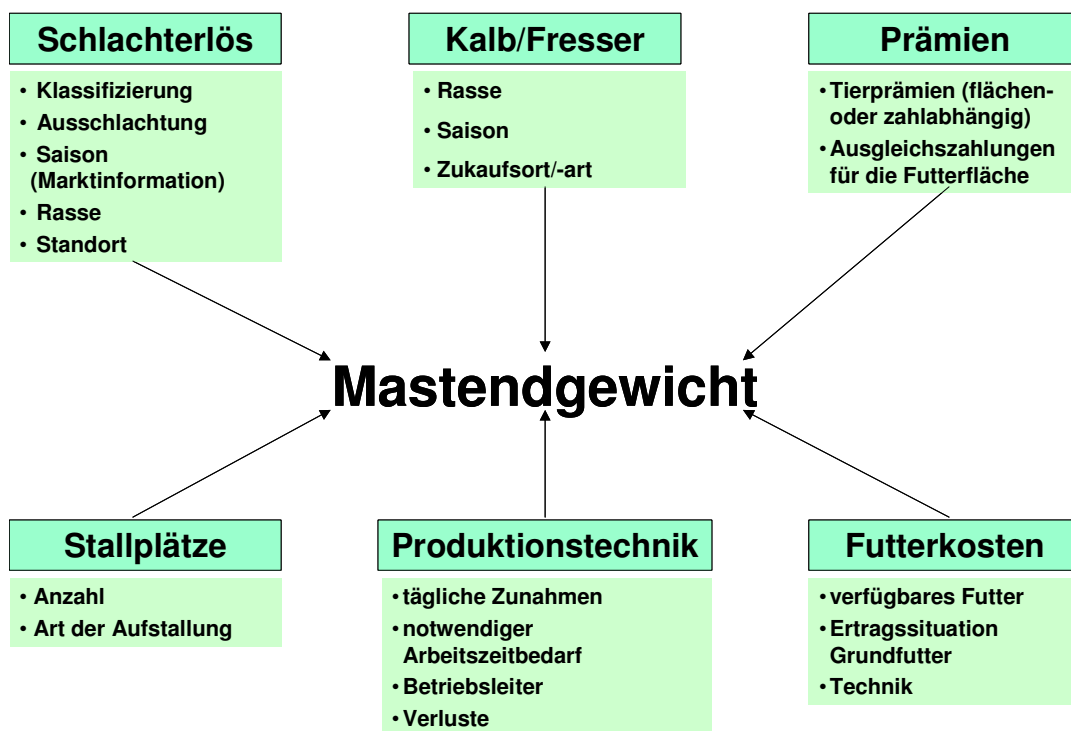 Schlachterlös
• Klassifizierung
• Ausschlachtung
• Saison
(Marktinformation)
• Rasse
• Standort
Kalb/Fresser
• Rasse
• Saison
• Zukaufsort/-art
Prämien
• Tierprämien (flächen-
oder zahlabhängig)
• Ausgleichszahlungen
für die Futterfläche
Mastendgewicht
Stallplätze
• Anzahl
• Art der Aufstallung
Produktionstechnik
• tägliche Zunahmen
• notwendiger
Arbeitszeitbedarf
• Betriebsleiter
• Verluste
Futterkosten
• verfügbares Futter
• Ertragssituation
Grundfutter
• Technik